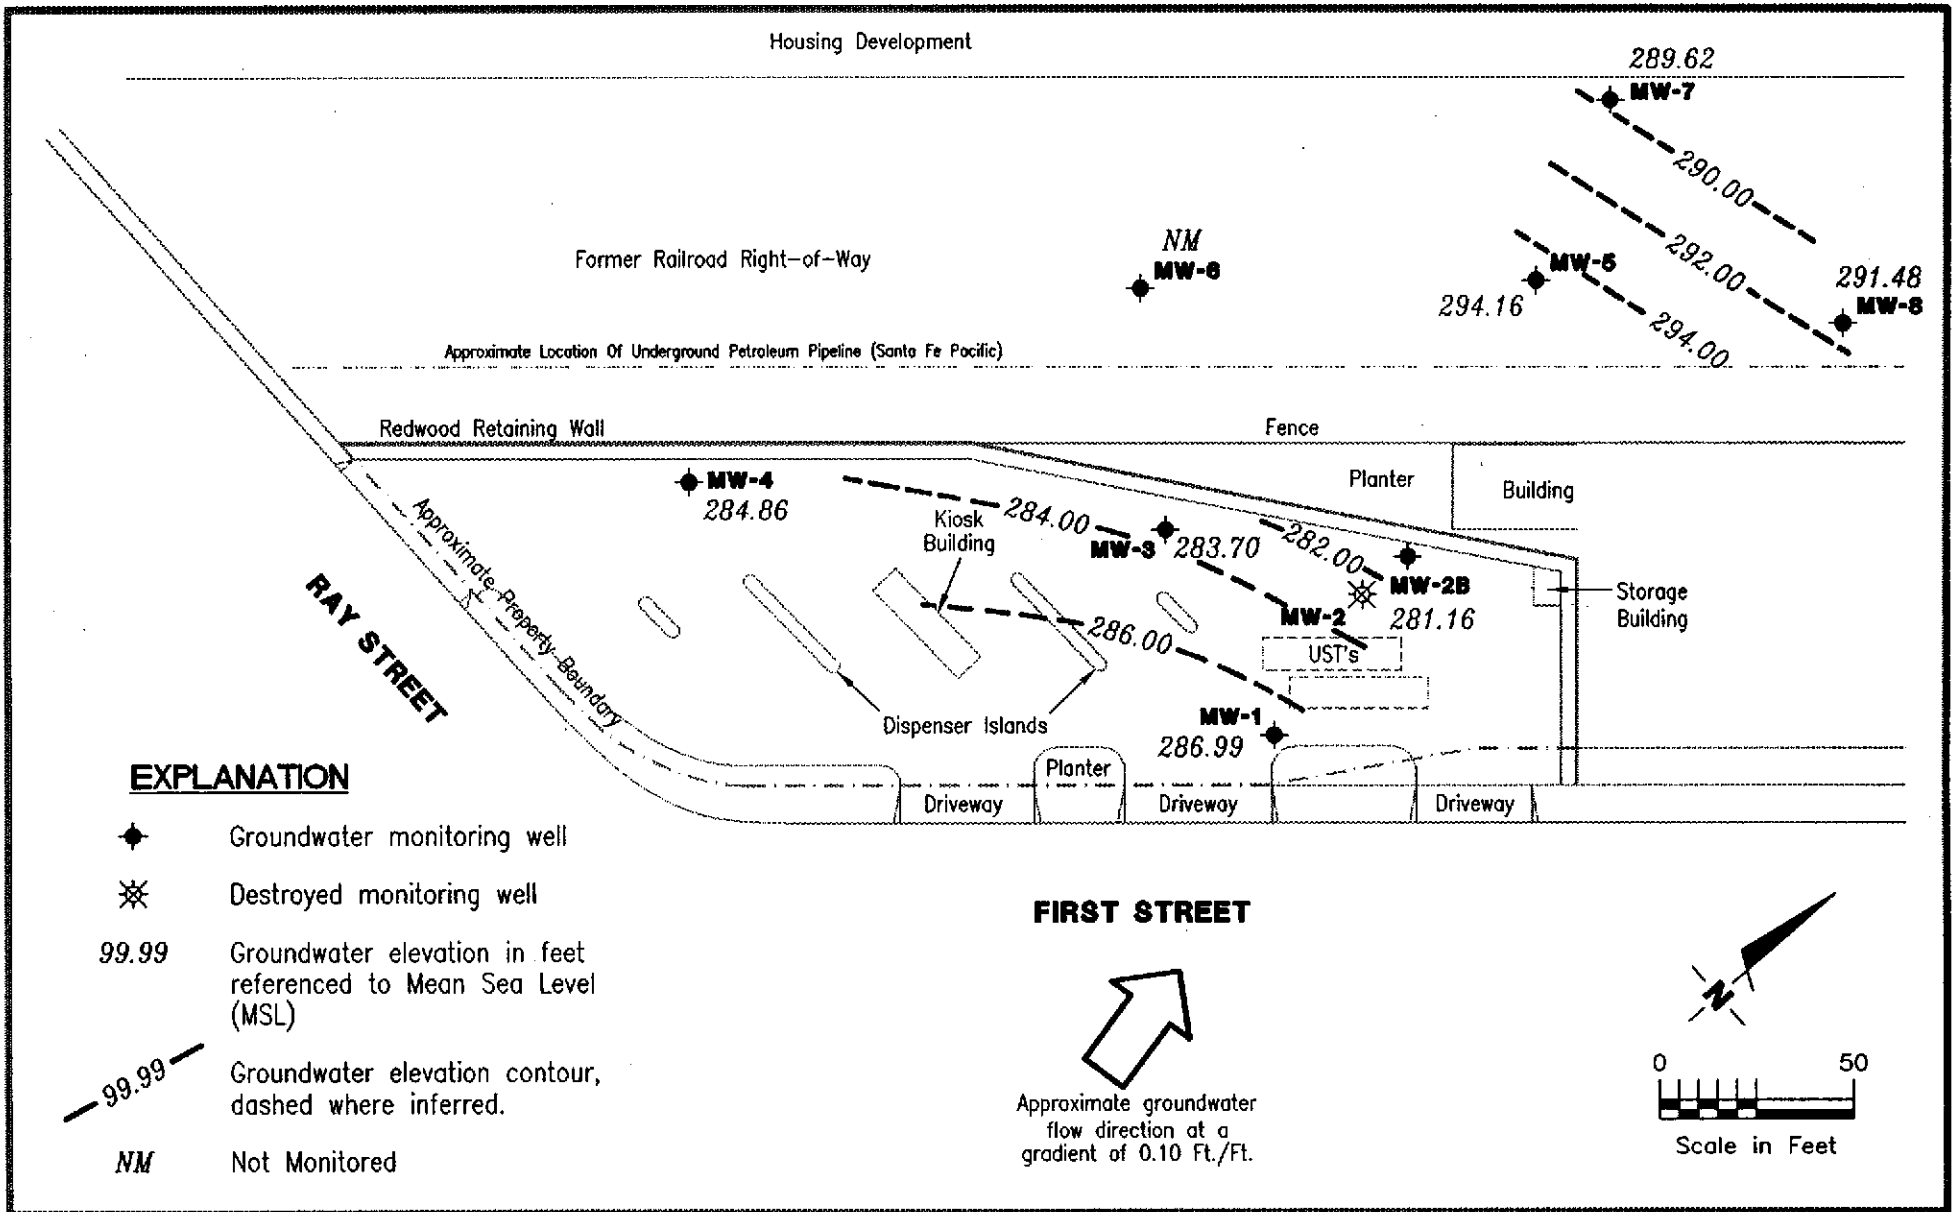 Housing Development
289.62
MW-7
290.00
Former Railroad Right-of-Way
NM
MW-6
MW-5
294.16
292.00
291.48
MW-8
294.00
Approximate Location Of Underground Petroleum Pipeline (Santa Fe Pacific)
Redwood Retaining Wall
Fence
Planter
Building
MW-4
284.86
284.00
Kiosk
Building
MW-3
283.70
282.00
MW-2B
281.16
MW-2
Storage
Building
Approximate Property Boundary
RAY STREET
286.00
UST's
Dispenser Islands
MW-1
286.99
Planter
Driveway
Driveway
Driveway
EXPLANATION
Groundwater monitoring well
Destroyed monitoring well
99.99
Groundwater elevation in feet
referenced to Mean Sea Level
(MSL)
99.99
Groundwater elevation contour,
dashed where inferred.
NM
Not Monitored
FIRST STREET
Approximate groundwater
flow direction at a
gradient of 0.10 Ft./Ft.
N
0
50
Scale in Feet